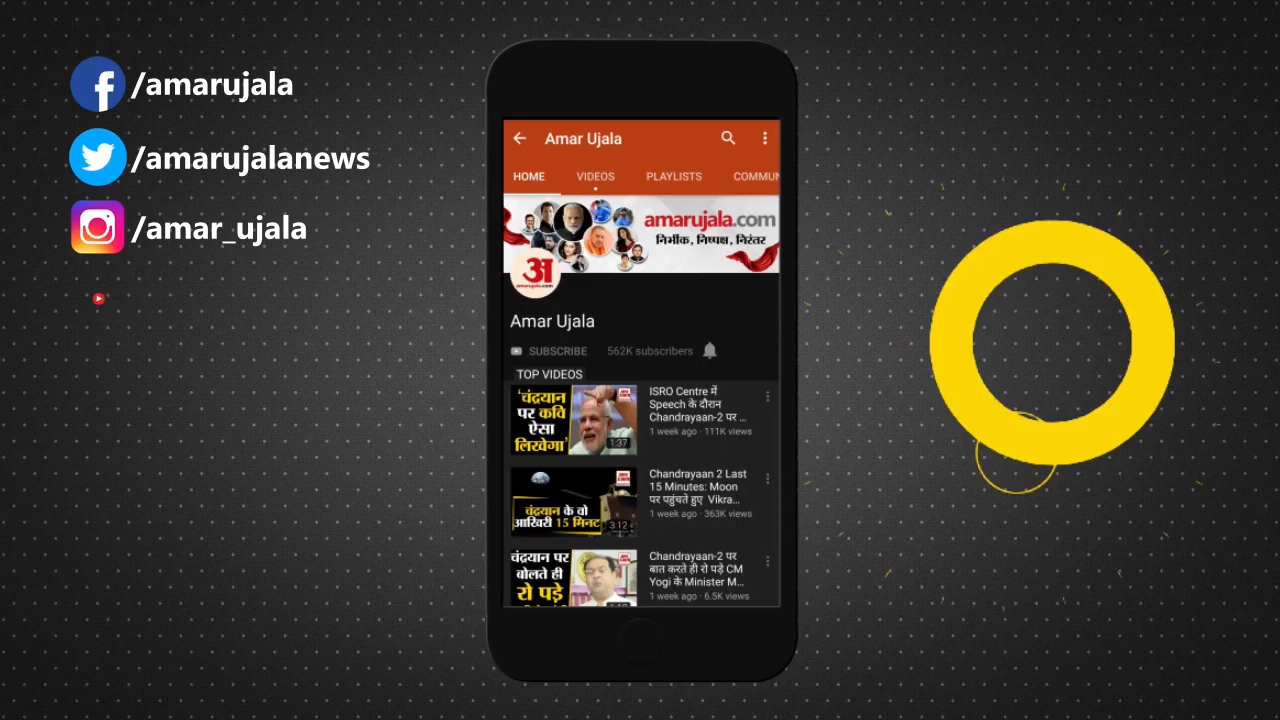 /amarujala
/amarujalanews
/amar_ujala
Amar Ujala
HOME VIDEOS PLAYLISTS COMMUN
amarujala.com
निर्भीक, निष्पक्ष, निरंतर
अ
amarujala.com
Amar Ujala
SUBSCRIBE 562K subscribers
TOP VIDEOS
'चंद्रयान
पर कवि
ऐसा
लिखेगा'
1:37
ISRO Centre में
Speech के दौरान
Chandrayaan-2 पर ...
1 week ago · 111K views
चंद्रयान के वो
आखिरी 15 मिनट
3:12
Chandrayaan 2 Last
15 Minutes: Moon
पर पहुंचते हुए Vikra...
1 week ago · 363K views
चंद्रयान पर
बोलते ही
रो पड़े
Chandrayaan-2 पर
बात करते ही रो पड़े CM
Yogi के Minister M...
1 week ago · 6.5K views